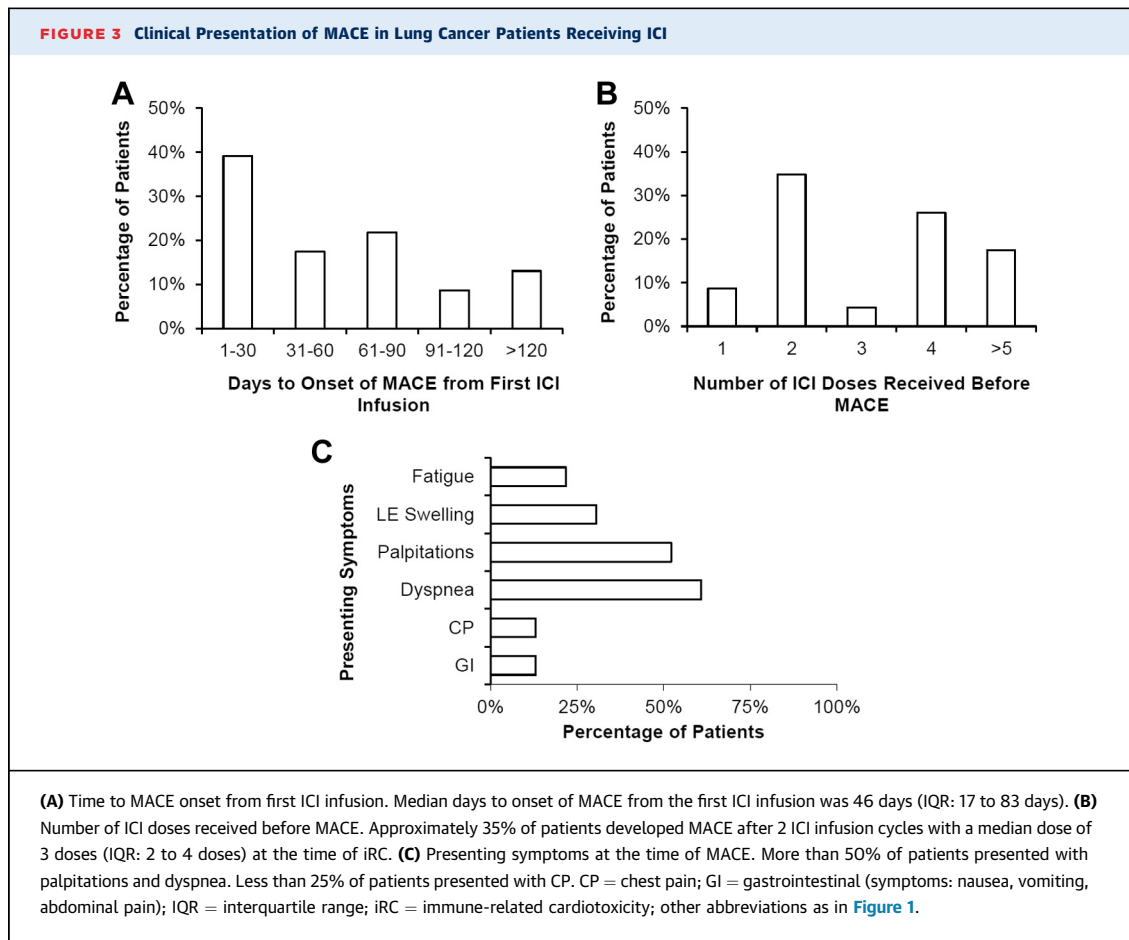 FIGURE 3 Clinical Presentation of MACE in Lung Cancer Patients Receiving ICI
A
Percentage of Patients
50%
40%
30%
20%
10%
0%
1-30 31-60 61-90 91-120 >120
Days to Onset of MACE from First ICI
Infusion
B
Percentage of Patients
50%
40%
30%
20%
10%
0%
1 2 3 4 >5
Number of ICI Doses Received Before
MACE
C
Presenting Symptoms
Fatigue
LE Swelling
Palpitations
Dyspnea
CP
GI
0% 25% 50% 75% 100%
Percentage of Patients
(A) Time to MACE onset from first ICI infusion. Median days to onset of MACE from the first ICI infusion was 46 days (IQR: 17 to 83 days). (B)
Number of ICI doses received before MACE. Approximately 35% of patients developed MACE after 2 ICI infusion cycles with a median dose of
3 doses (IQR: 2 to 4 doses) at the time of iRC. (C) Presenting symptoms at the time of MACE. More than 50% of patients presented with
palpitations and dyspnea. Less than 25% of patients presented with CP. CP = chest pain; GI = gastrointestinal (symptoms: nausea, vomiting,
abdominal pain); IQR = interquartile range; iRC = immune-related cardiotoxicity; other abbreviations as in Figure 1.